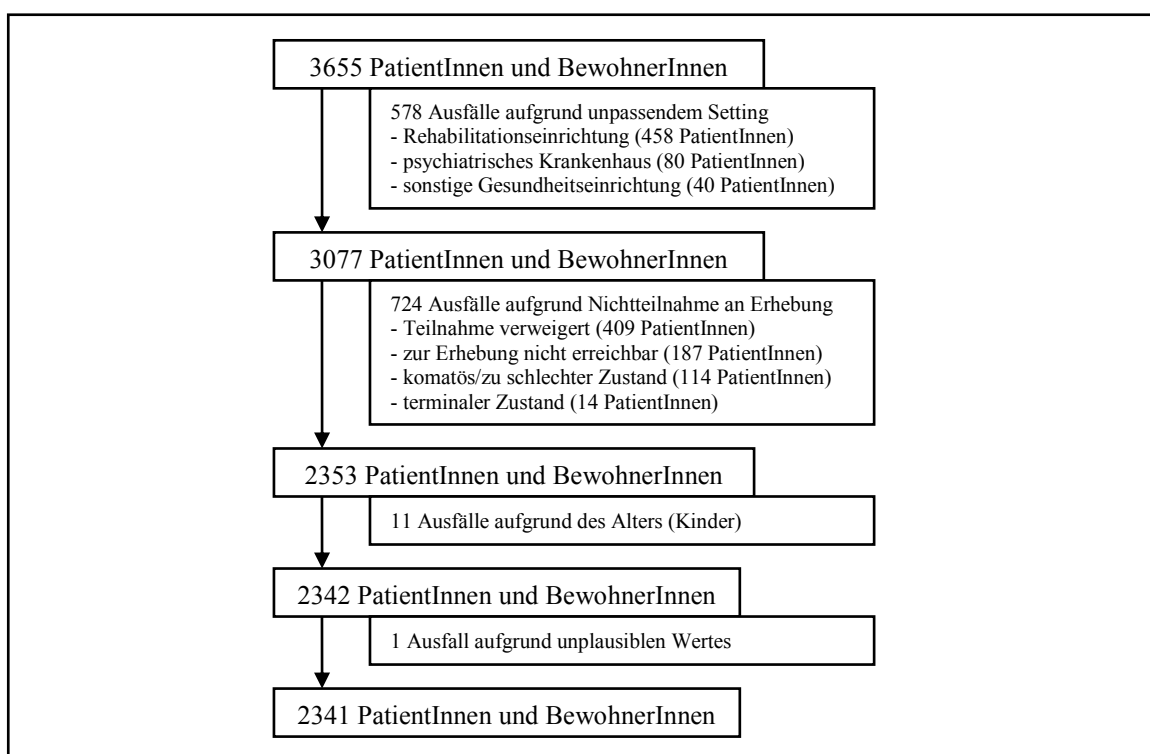 3655 PatientInnen und BewohnerInnen
578 Ausfälle aufgrund unpassendem Setting
- Rehabilitationseinrichtung (458 PatientInnen)
- psychiatrisches Krankenhaus (80 PatientInnen)
- sonstige Gesundheitseinrichtung (40 PatientInnen)
3077 PatientInnen und BewohnerInnen
724 Ausfälle aufgrund Nichtteilnahme an Erhebung
- Teilnahme verweigert (409 PatientInnen)
- zur Erhebung nicht erreichbar (187 PatientInnen)
- komatös/zu schlechter Zustand (114 PatientInnen)
- terminaler Zustand (14 PatientInnen)
2353 PatientInnen und BewohnerInnen
11 Ausfälle aufgrund des Alters (Kinder)
2342 PatientInnen und BewohnerInnen
1 Ausfall aufgrund unplausiblen Wertes
2341 PatientInnen und BewohnerInnen